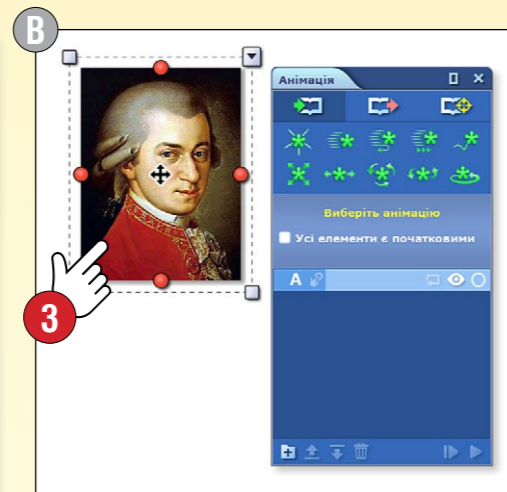 B
Анімація
Виберіть анімацію
Усі елементи є початковими
A
3